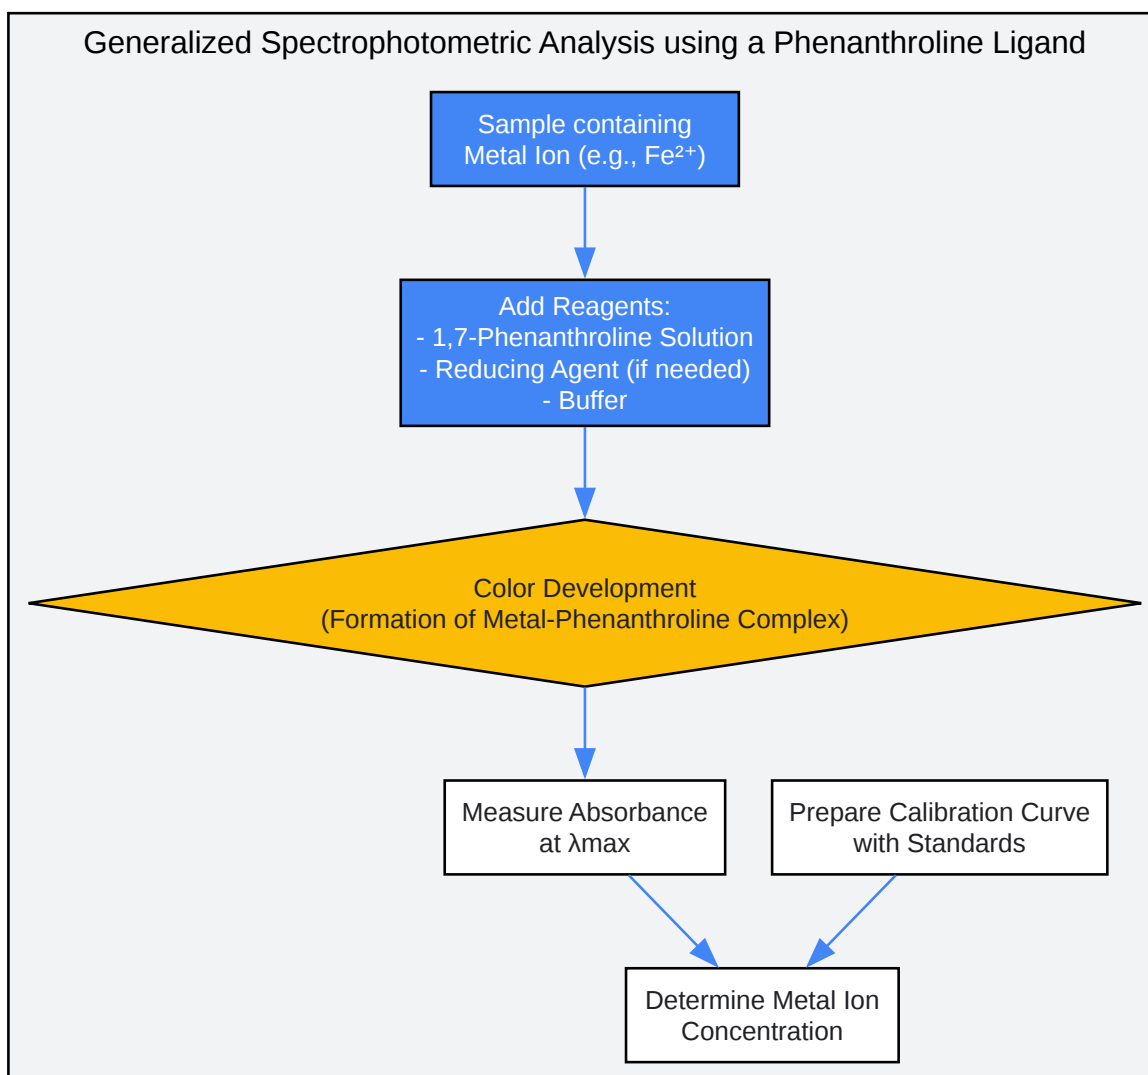 Generalized Spectrophotometric Analysis using a Phenanthroline Ligand
Sample containing
Metal Ion (e.g., Fe²⁺)
Add Reagents:
- 1,7-Phenanthroline Solution
- Reducing Agent (if needed)
- Buffer
Color Development
(Formation of Metal-Phenanthroline Complex)
Measure Absorbance
at λmax
Prepare Calibration Curve
with Standards
Determine Metal Ion
Concentration